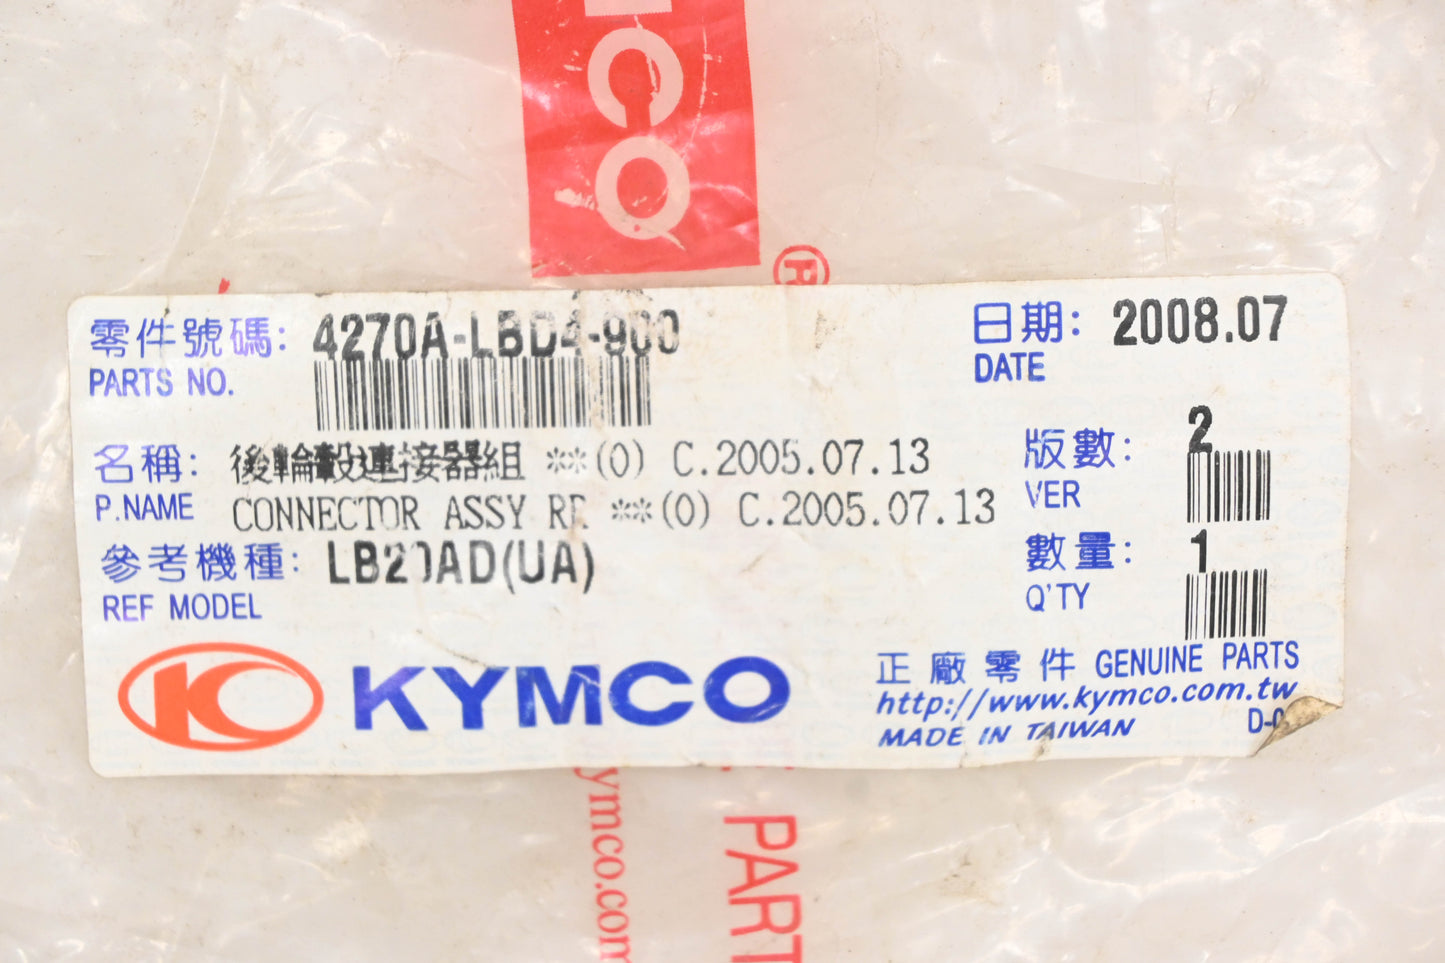 CO
®
零件號碼: 4270A-LBD4-900
PARTS NO.
日期: 2008.07
DATE
名稱: 後輪轂連接器組 **(0) C.2005.07.13
P.NAME CONNECTOR ASSY RR **(0) C.2005.07.13
版數: 2
VER
參考機種: LB20AD(UA)
REF MODEL
數量: 1
Q'TY
KYMCO
正廠零件 GENUINE PARTS
http://www.kymco.com.tw
MADE IN TAIWAN
ymco.com
PART